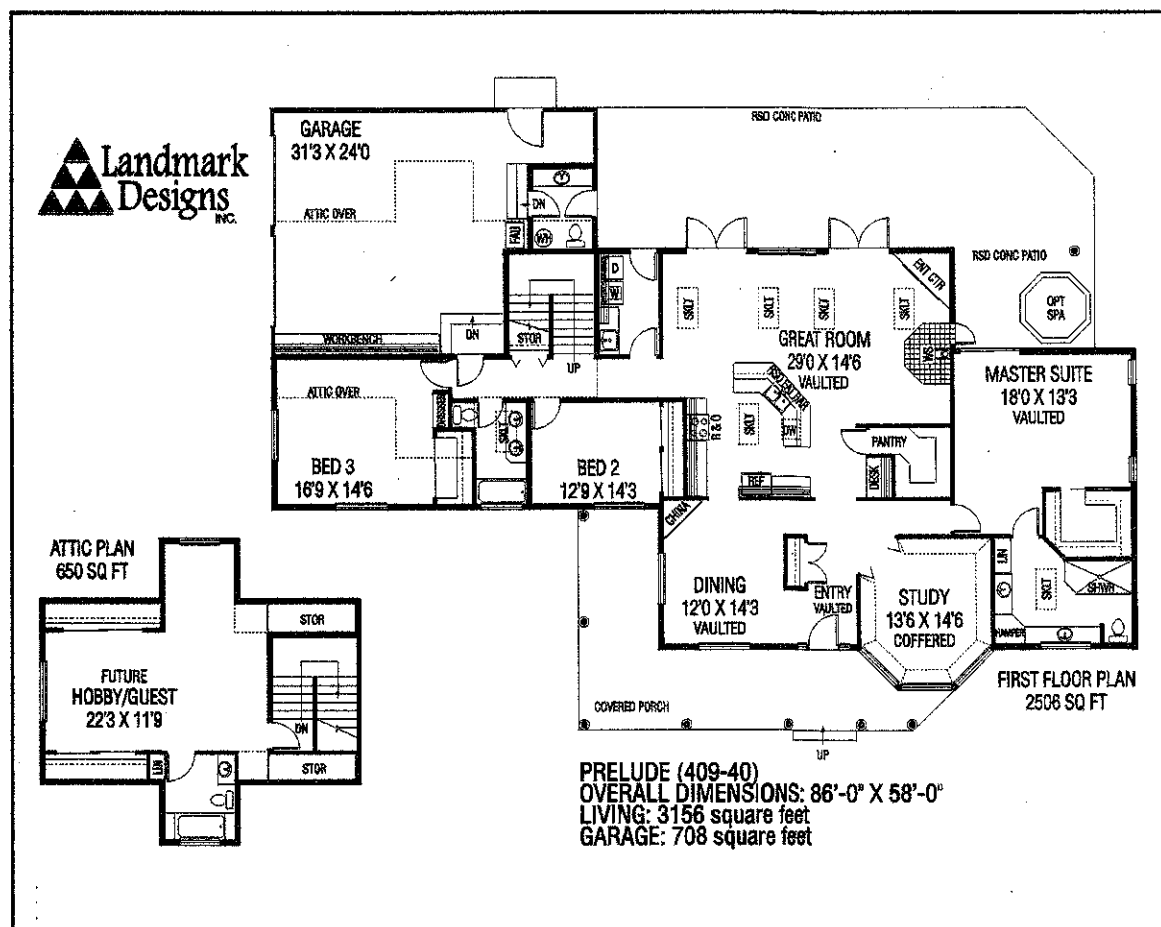 Landmark
Designs
INC.
GARAGE
31'3 X 24'0
ATTIC OVER
WORKBENCH
DN
DN
FAU
WH
STOR
UP
D
W
RSD CONC PATIO
RSD CONC PATIO
OPT
SPA
ENT CTR
SKLT
SKLT
SKLT
SKLT
GREAT ROOM
29'0 X 14'6
VAULTED
WS
MASTER SUITE
18'0 X 13'3
VAULTED
ATTIC OVER
DRESSER
SKLT
BED 3
16'9 X 14'6
BED 2
12'9 X 14'3
R & O
SKLT
RSD EAT BAR
DW
REF
PANTRY
DESK
CHINA
DINING
12'0 X 14'3
VAULTED
ENTRY
VAULTED
STUDY
13'6 X 14'6
COFFERED
LIN
SKLT
SHWR
HAMPER
FIRST FLOOR PLAN
2506 SQ FT
COVERED PORCH
UP
ATTIC PLAN
650 SQ FT
STOR
FUTURE
HOBBY/GUEST
22'3 X 11'9
DN
LIN
STOR
PRELUDE (409-40)
OVERALL DIMENSIONS: 86'-0" X 58'-0"
LIVING: 3156 square feet
GARAGE: 708 square feet